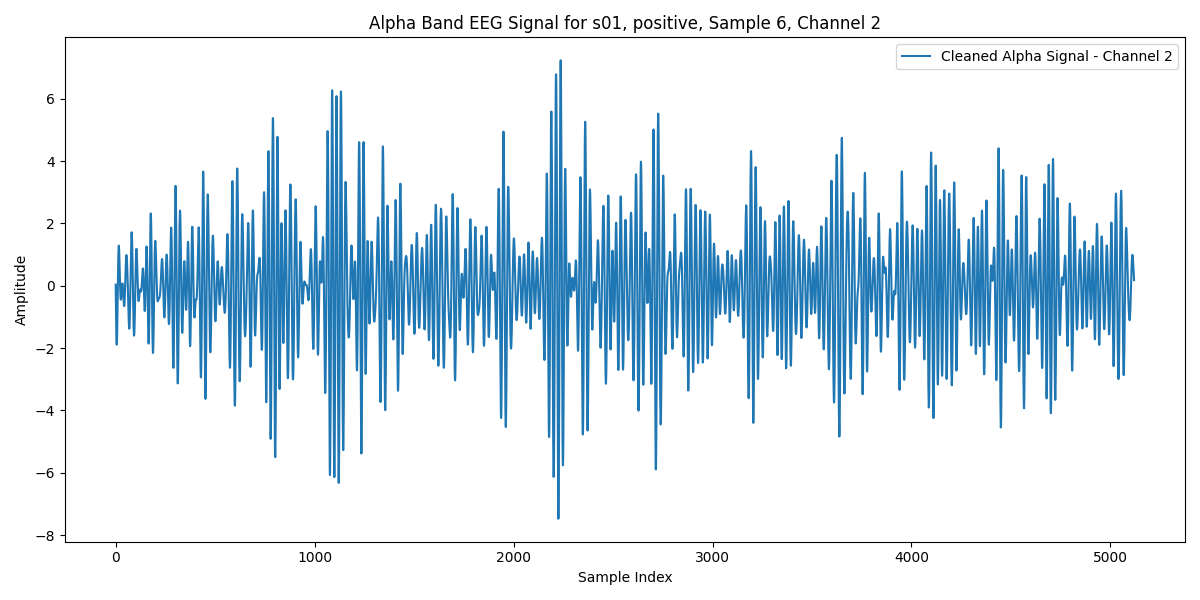 Alpha Band EEG Signal for s01, positive, Sample 6, Channel 2
Cleaned Alpha Signal - Channel 2
Amplitude
6
4
2
0
−2
−4
−6
−8
0 1000 2000 3000 4000 5000
Sample Index